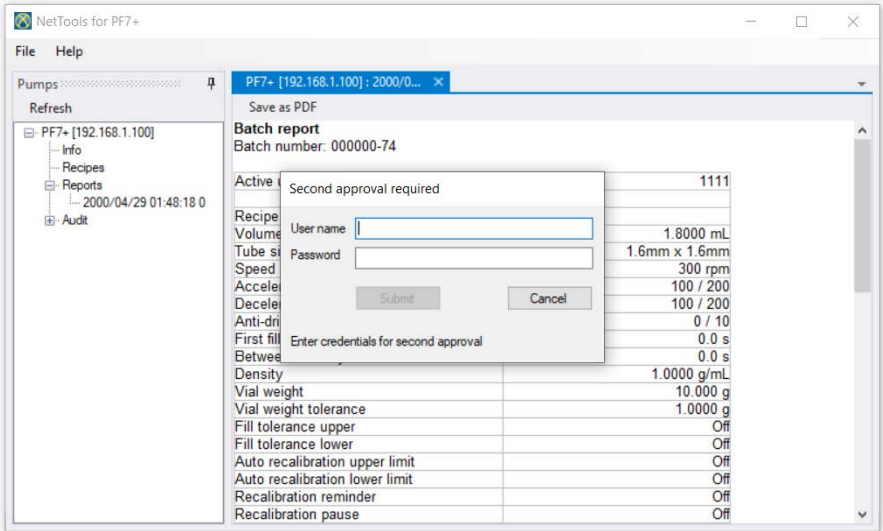 NetTools for PF7+
File Help
Pumps
Refresh
PF7+ [192.168.1.100]
Info
Recipes
Reports
2000/04/29 01:48:18 0
Audit
PF7+ [192.168.1.100] : 2000/0...
Save as PDF
Batch report
Batch number: 000000-74
Active 1111
Recipe
Volume 1.8000 mL
Tube 1.6mm x 1.6mm
Speed 300 rpm
100 / 200
100 / 200
Anti-dri 0 / 10
First fill 0.0 s
0.0 s
Density 1.0000 g/mL
Vial weight 10.000 g
Vial weight tolerance 1.0000 g
Fill tolerance upper Off
Fill tolerance lower Off
Auto recalibration upper limit Off
Auto recalibration lower limit Off
Recalibration reminder Off
Recalibration pause Off
Second approval required
User name
Password
Submit Cancel
Enter credentials for second approval